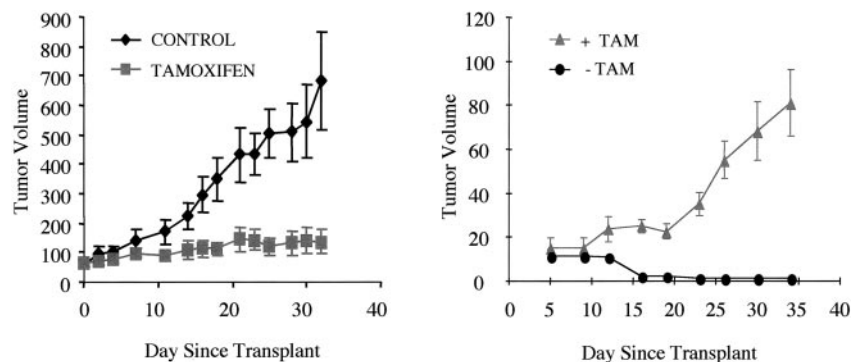 900
800
700
600
500
400
300
200
100
0
Tumor Volume
CONTROL
TAMOXIFEN
0 10 20 30 40
Day Since Transplant
120
100
80
60
40
20
0
Tumor Volume
+ TAM
- TAM
0 5 10 15 20 25 30 35 40
Day Since Transplant